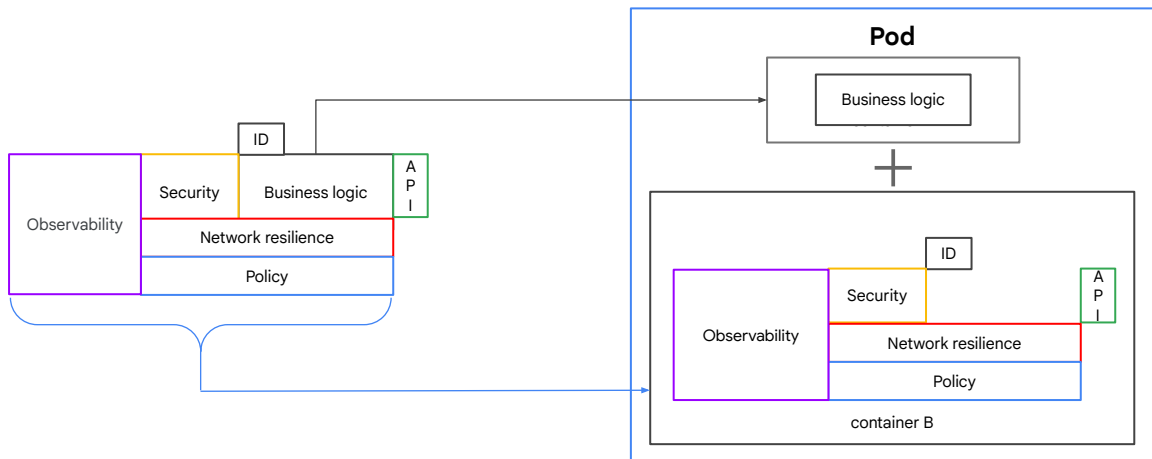 Pod
Business logic
ID
Observability
Security
Business logic
A
P
I
Network resilience
Policy
ID
Observability
Security
A
P
I
Network resilience
Policy
container B